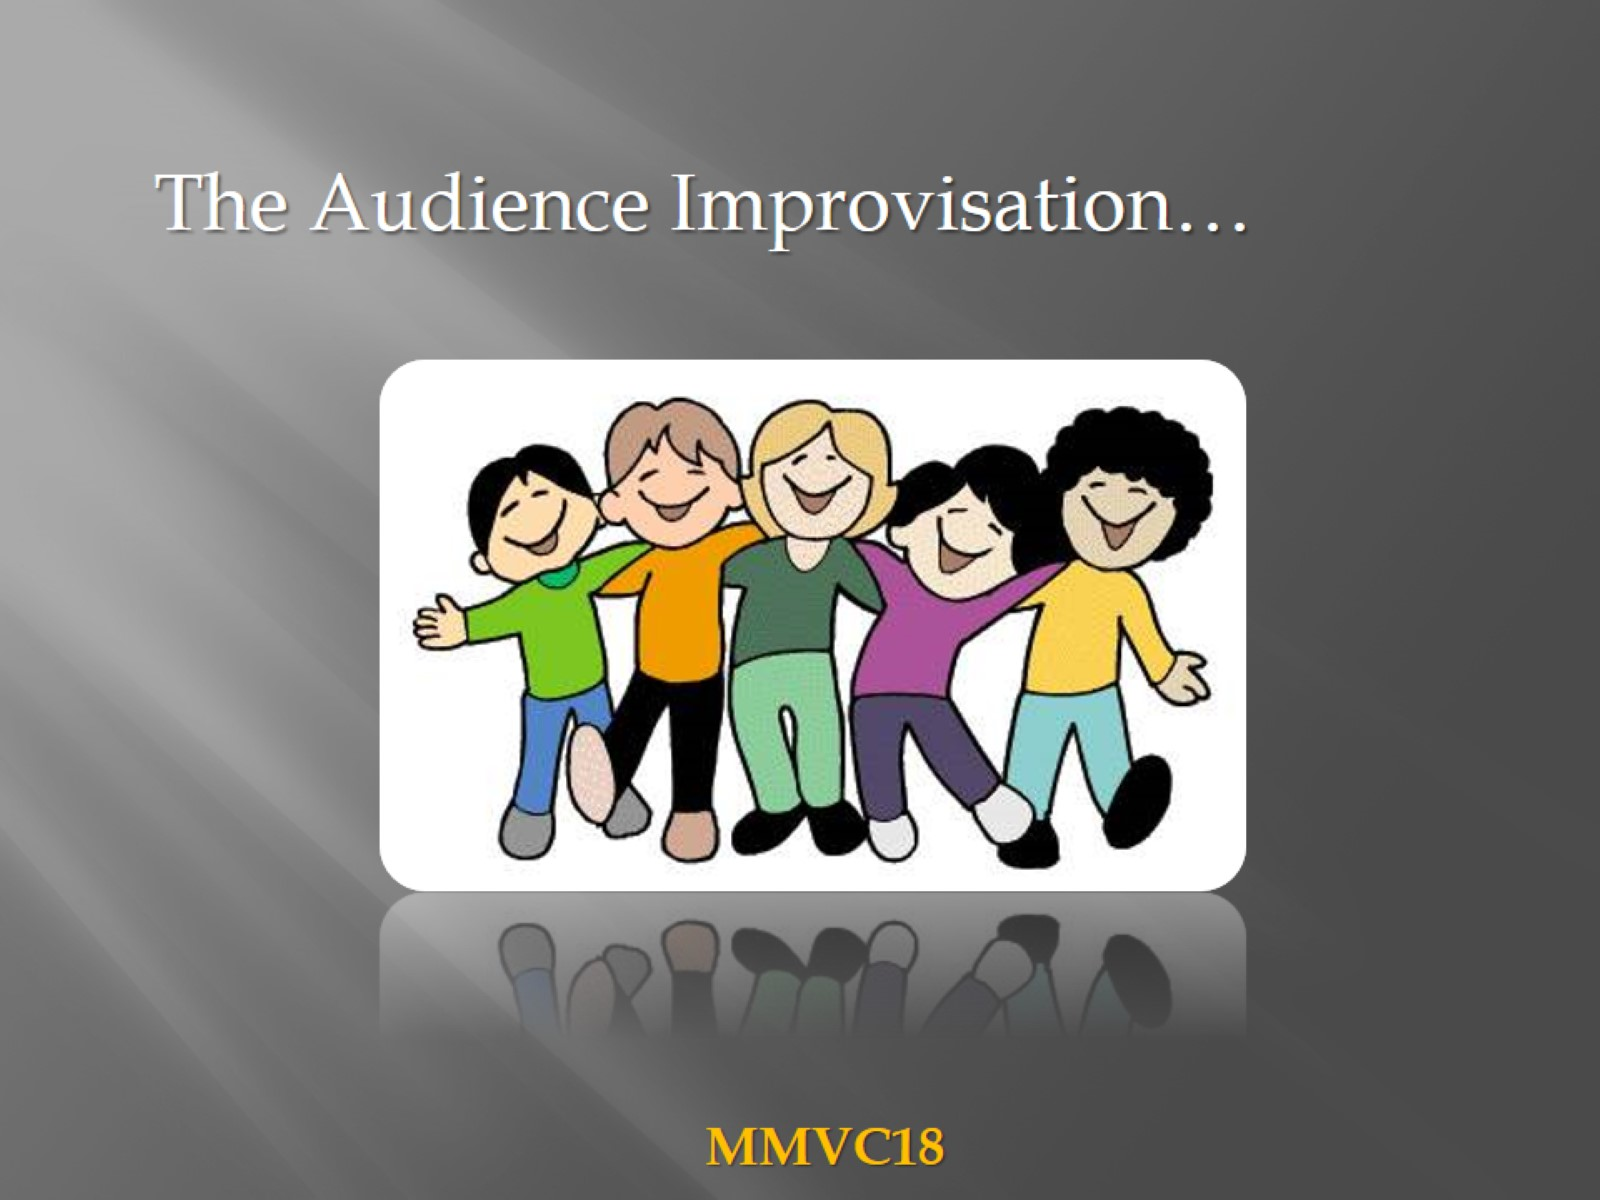 The Audience Improvisation…
MMVC18